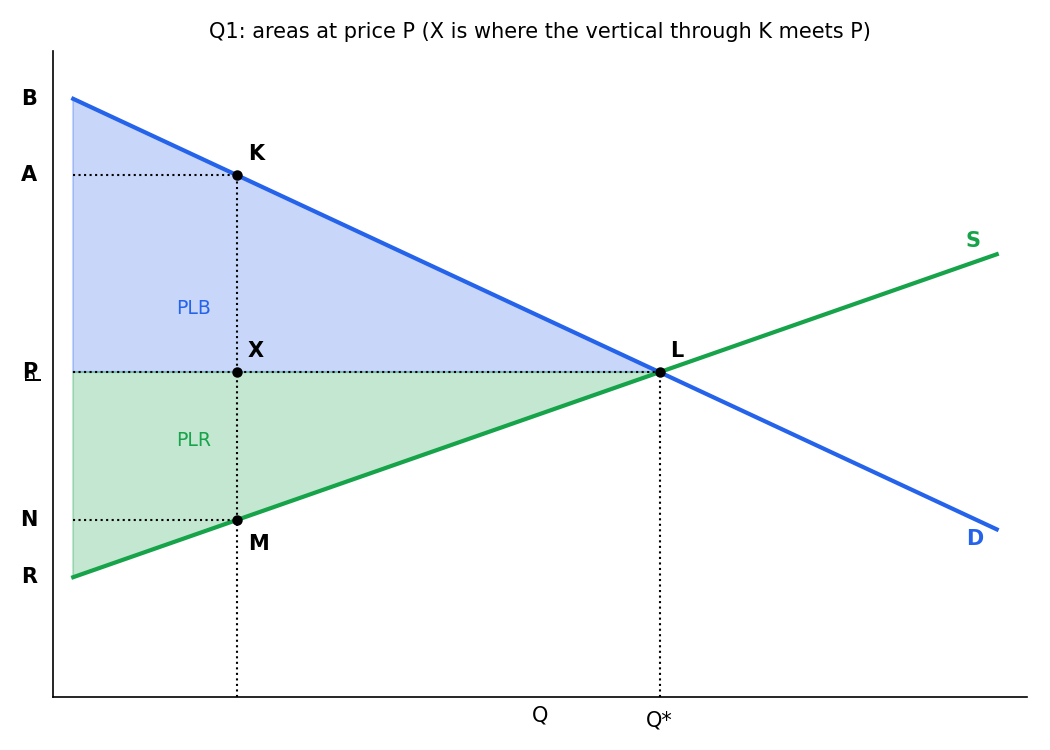 Q1: areas at price P (X is where the vertical through K meets P)
B
A
K
S
PLB
X
L
P
PLR
N
M
D
R
Q
Q*